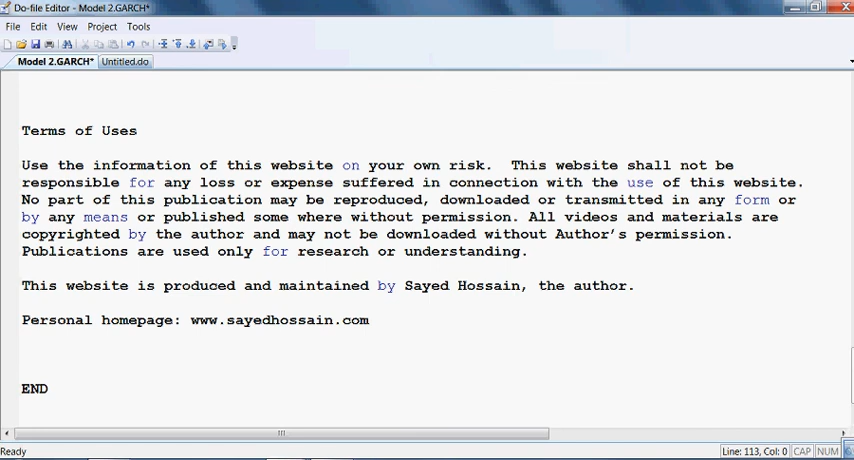 Do-file Editor - Model 2.GARCH*
File Edit View Project Tools
Model 2.GARCH* Untitled.do
Terms of Uses
Use the information of this website on your own risk.  This website shall not be
responsible for any loss or expense suffered in connection with the use of this website.
No part of this publication may be reproduced, downloaded or transmitted in any form or
by any means or published some where without permission. All videos and materials are
copyrighted by the author and may not be downloaded without Author's permission.
Publications are used only for research or understanding.
This website is produced and maintained by Sayed Hossain, the author.
Personal homepage: www.sayedhossain.com
END
Ready Line: 113, Col: 0 CAP NUM